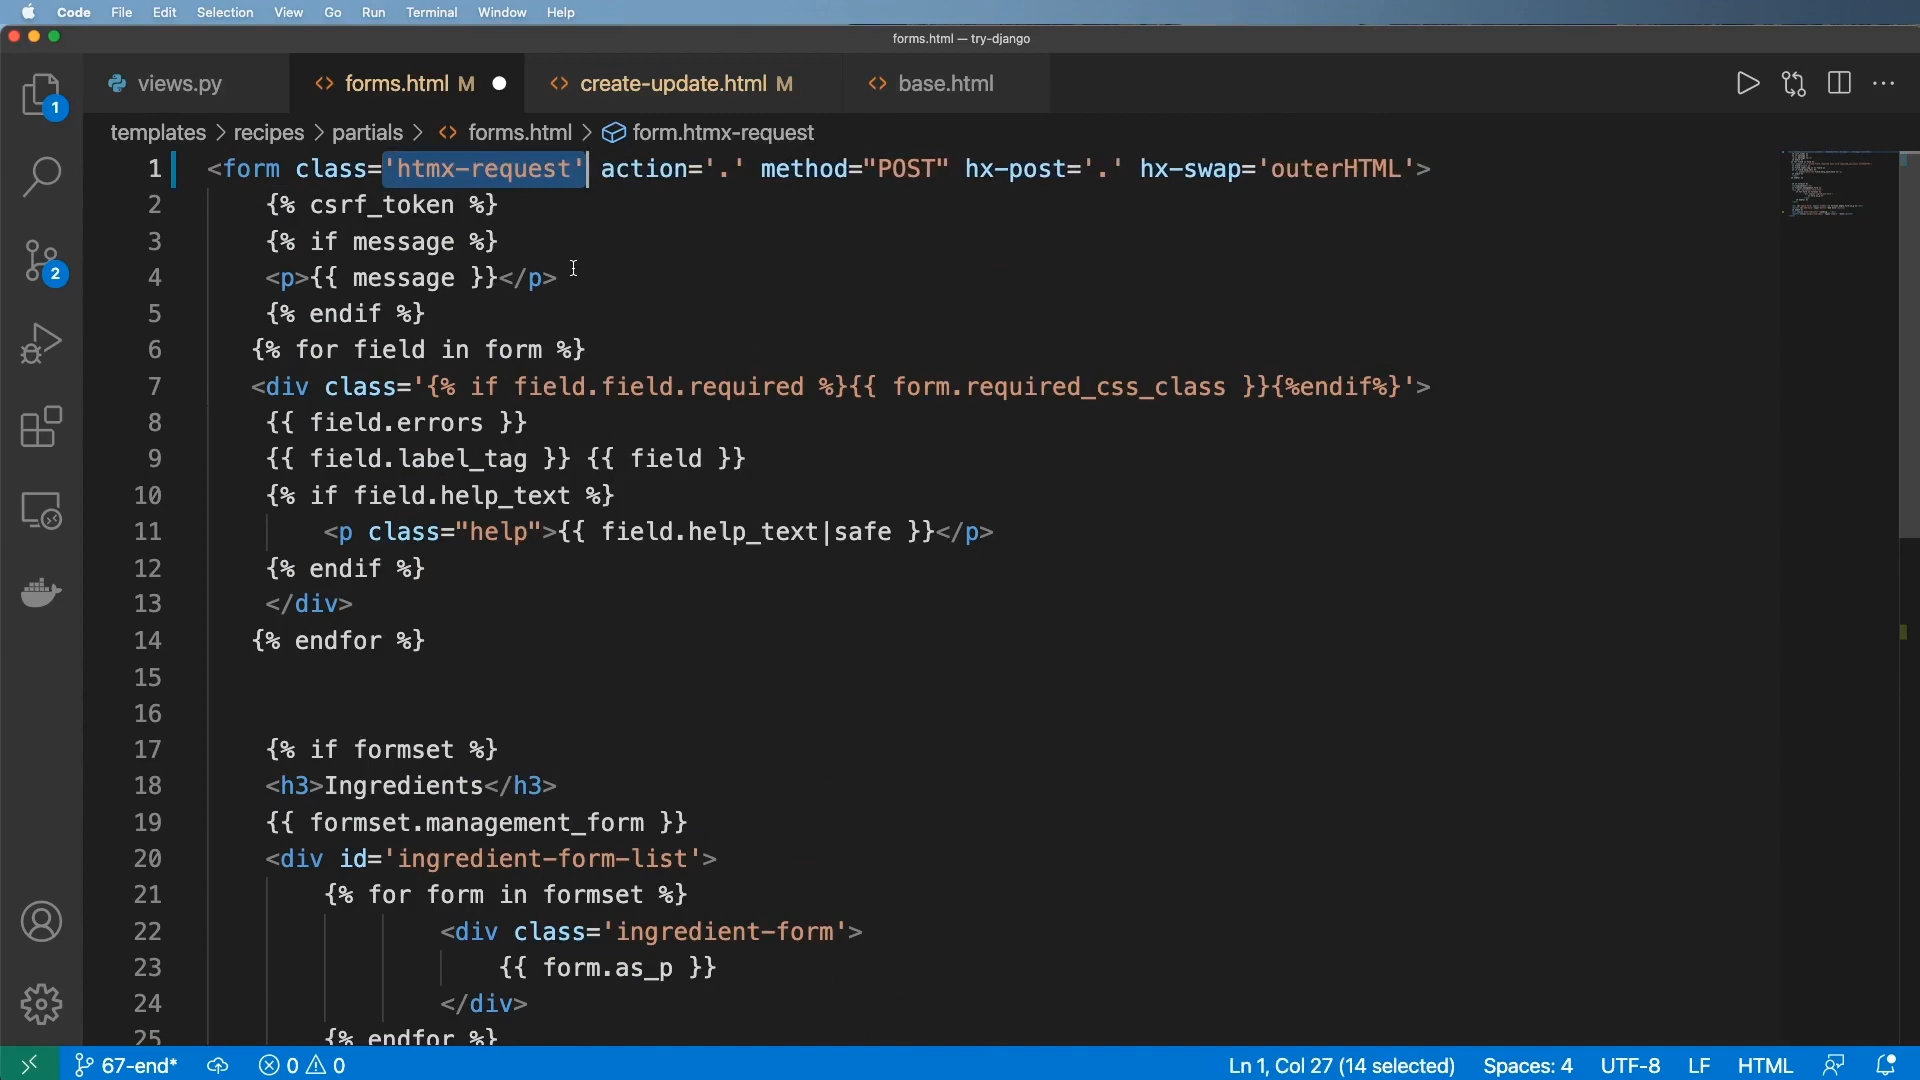 Code File Edit Selection View Go Run Terminal Window Help
forms.html — try-django
views.py forms.html M create-update.html M base.html
templates > recipes > partials > <> forms.html > form.htmx-request
1 <form class='htmx-request' action='.' method="POST" hx-post='.' hx-swap='outerHTML'>
2 {% csrf_token %}
3 {% if message %}
4 <p>{{ message }}</p>
5 {% endif %}
6 {% for field in form %}
7 <div class='{% if field.field.required %}{{ form.required_css_class }}{%endif%}'>
8 {{ field.errors }}
9 {{ field.label_tag }} {{ field }}
10 {% if field.help_text %}
11 <p class="help">{{ field.help_text|safe }}</p>
12 {% endif %}
13 </div>
14 {% endfor %}
15
16
17 {% if formset %}
18 <h3>Ingredients</h3>
19 {{ formset.management_form }}
20 <div id='ingredient-form-list'>
21 {% for form in formset %}
22 <div class='ingredient-form'>
23 {{ form.as_p }}
24 </div>
25 {% endfor %}
1
2
67-end* 0 0 Ln 1, Col 27 (14 selected) Spaces: 4 UTF-8 LF HTML